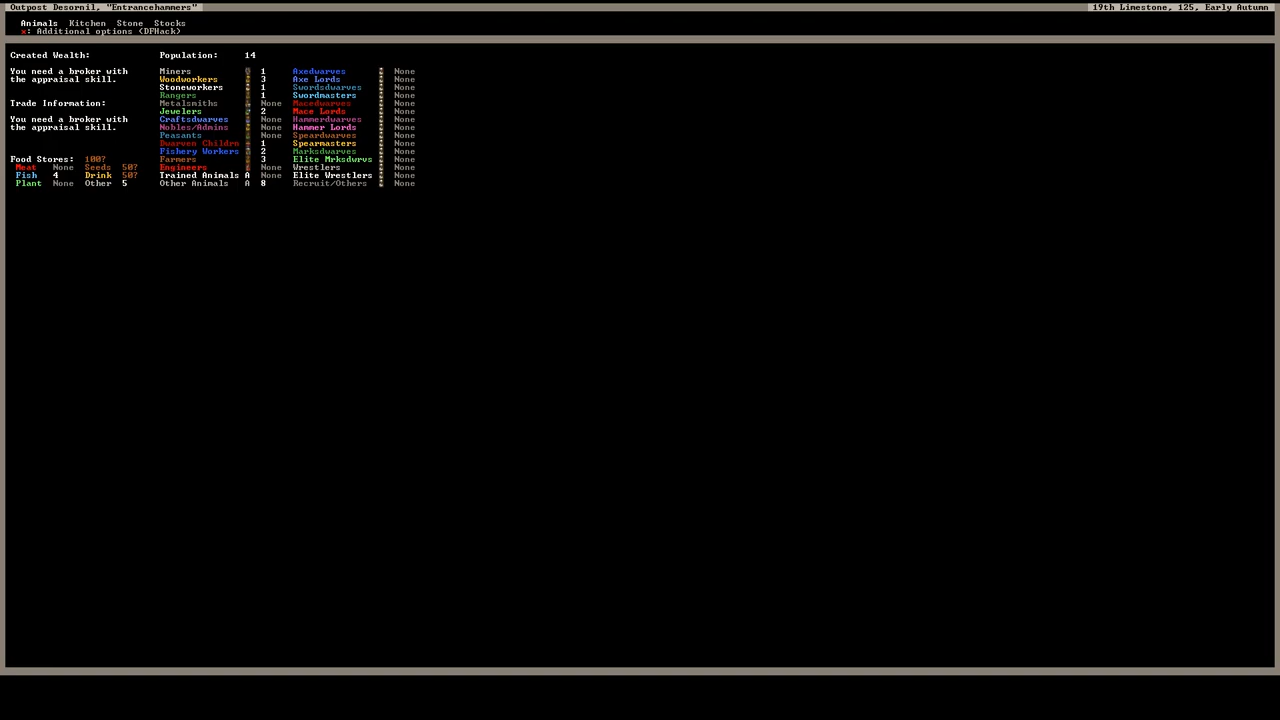 Outpost Desornil, "Entrancehammers" 19th Limestone, 125, Early Autumn
Animals Kitchen Stone Stocks
x: Additional options (DFHack)
Created Wealth: Population: 14
You need a broker with Miners 1 Axedwarves None
the appraisal skill. Woodworkers 3 Axe Lords None
Stoneworkers 1 Swordsdwarves None
Rangers 1 Swordmasters None
Trade Information: Metalsmiths None Macedwarves None
Jewelers 2 Mace Lords None
You need a broker with Craftsdwarves None Hammerdwarves None
the appraisal skill. Nobles/Admins None Hammer Lords None
Peasants None Speardwarves None
Dwarven Childrn 1 Spearmasters None
Fishery Workers 2 Marksdwarves None
Food Stores: 100? Farmers 3 Elite Mrksdwrvs None
Meat None Seeds 50? Engineers None Wrestlers None
Fish 4 Drink 50? Trained Animals A None Elite Wrestlers None
Plant None Other 5 Other Animals A 8 Recruit/Others None